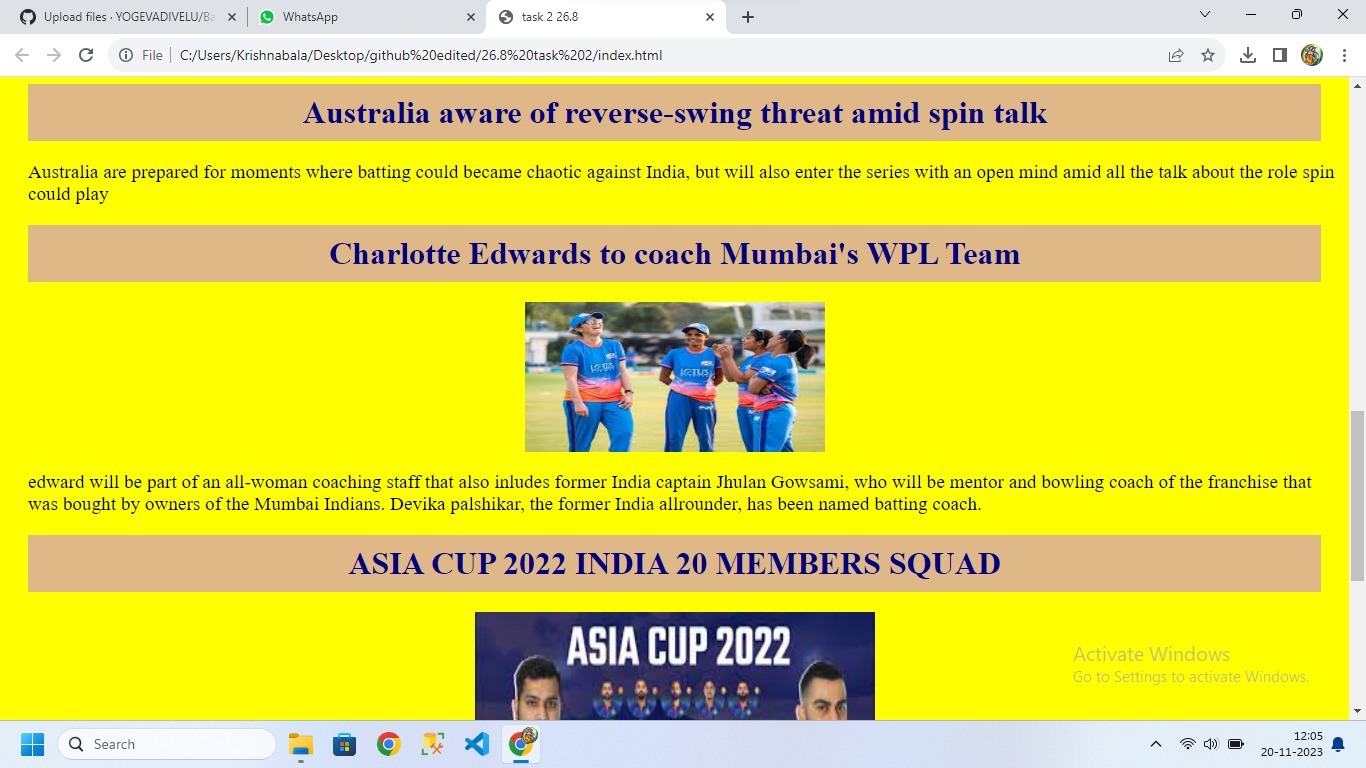 Upload files · YOGEVADIVELU/Ba
WhatsApp
task 2 26.8
File
C:/Users/Krishnabala/Desktop/github%20edited/26.8%20task%202/index.html
Australia aware of reverse-swing threat amid spin talk
Australia are prepared for moments where batting could became chaotic against India, but will also enter the series with an open mind amid all the talk about the role spin
could play
Charlotte Edwards to coach Mumbai's WPL Team
LOTUS
LOTUS
edward will be part of an all-woman coaching staff that also inludes former India captain Jhulan Gowsami, who will be mentor and bowling coach of the franchise that
was bought by owners of the Mumbai Indians. Devika palshikar, the former India allrounder, has been named batting coach.
ASIA CUP 2022 INDIA 20 MEMBERS SQUAD
ASIA CUP 2022
Activate Windows
Go to Settings to activate Windows.
Search
12:05
20-11-2023